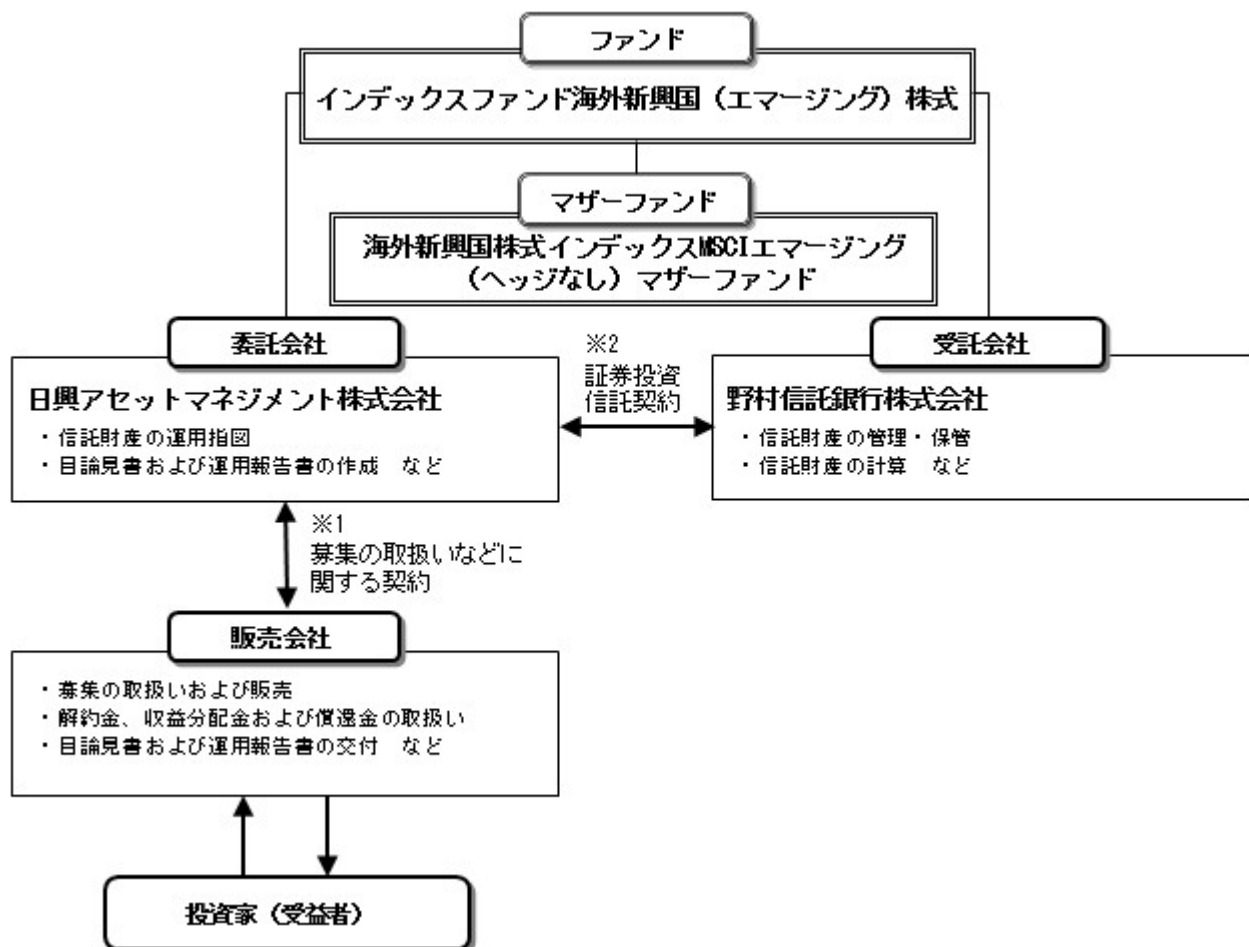 ファンド
インデックスファンド海外新興国（エマージング）株式
マザーファンド
海外新興国株式インデックスMSCIエマージング
（ヘッジなし）マザーファンド
委託会社
日興アセットマネジメント株式会社
・信託財産の運用指図
・目論見書および運用報告書の作成　など
※2
証券投資
信託契約
受託会社
野村信託銀行株式会社
・信託財産の管理・保管
・信託財産の計算　など
※1
募集の取扱いなどに
関する契約
販売会社
・募集の取扱いおよび販売
・解約金、収益分配金および償還金の取扱い
・目論見書および運用報告書の交付　など
投資家（受益者）